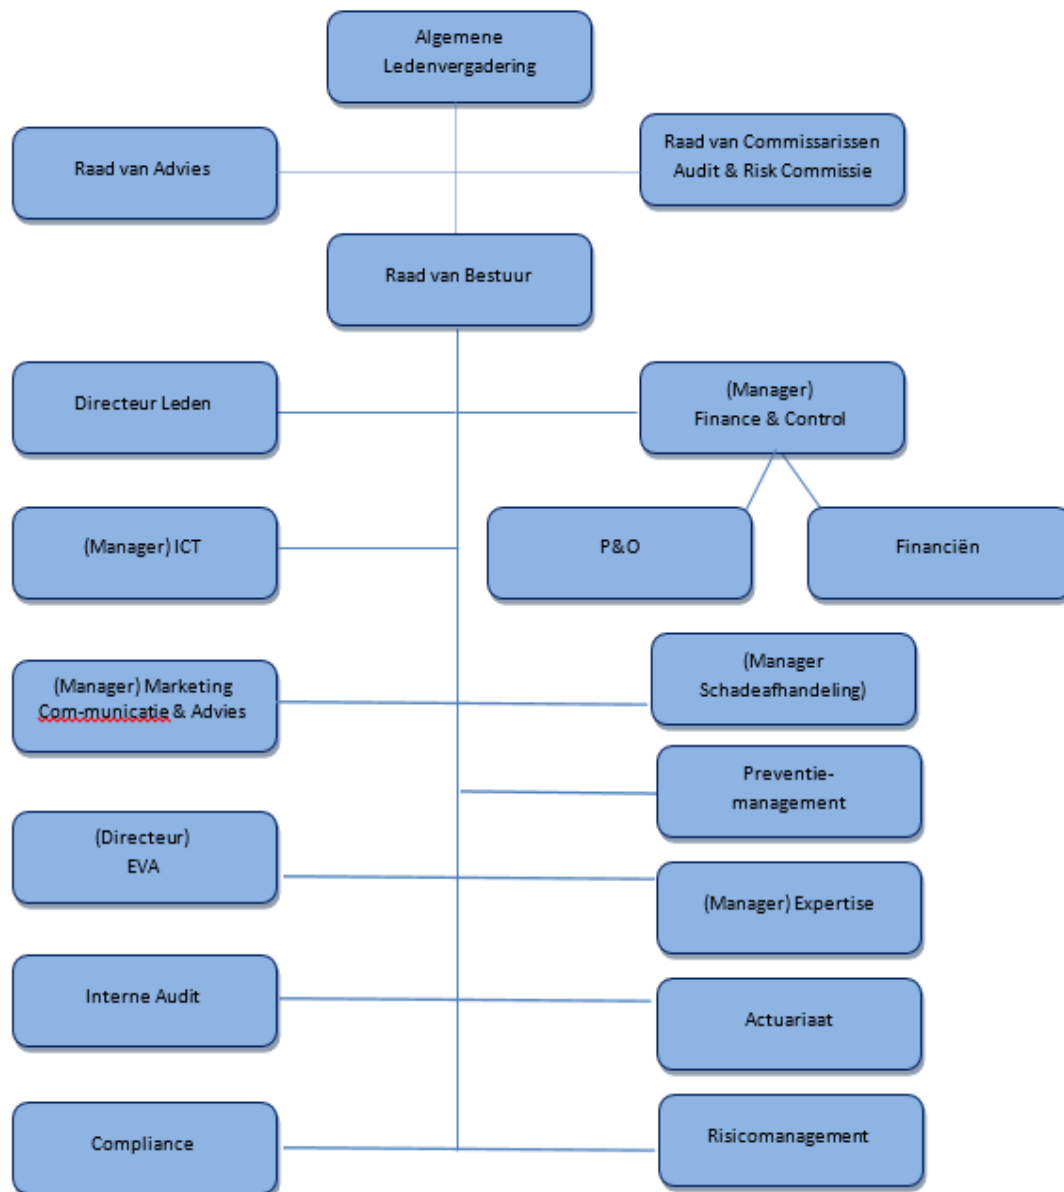 Algemene
Ledenvergadering
Raad van Advies
Raad van Commissarissen
Audit & Risk Commissie
Raad van Bestuur
Directeur Leden
(Manager)
Finance & Control
(Manager) ICT
P&O
Financiën
(Manager) Marketing
Com-municatie & Advies
(Manager
Schadeafhandeling)
Preventie-
management
(Directeur)
EVA
(Manager) Expertise
Interne Audit
Actuariaat
Compliance
Risicomanagement